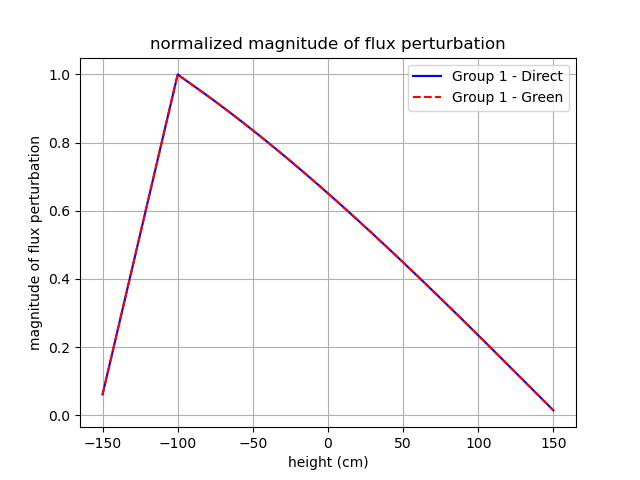 normalized magnitude of flux perturbation
Group 1 - Direct
Group 1 - Green
magnitude of flux perturbation
1.0
0.8
0.6
0.4
0.2
0.0
−150 −100 −50 0 50 100 150
height (cm)